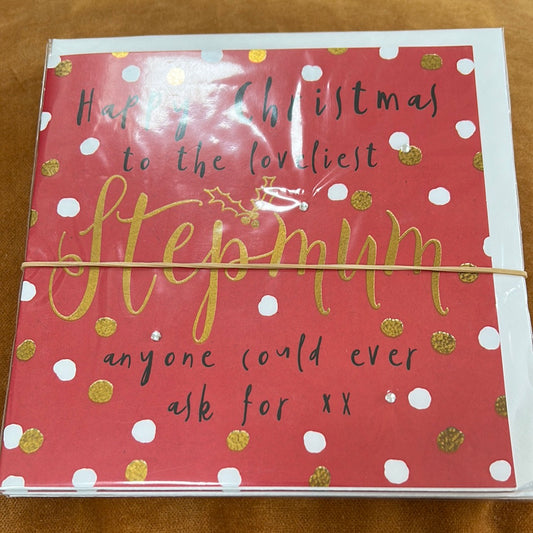 Happy Christmas
to the loveliest
Stepmum
anyone could ever
ask for xx